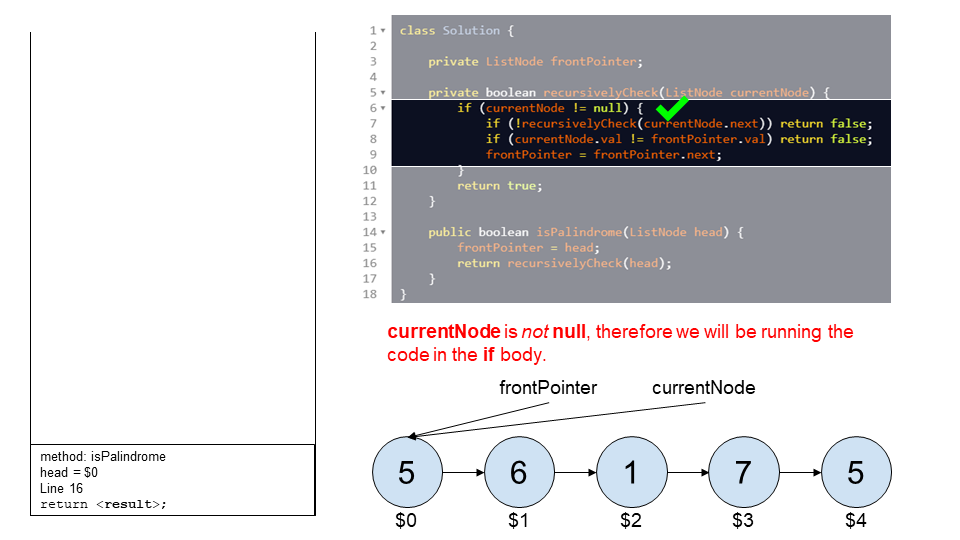 1 class Solution {
2
3 private ListNode frontPointer;
4
5 private boolean recursivelyCheck(ListNode currentNode) {
6 if (currentNode != null) {
7 if (!recursivelyCheck(currentNode.next)) return false;
8 if (currentNode.val != frontPointer.val) return false;
9 frontPointer = frontPointer.next;
10 }
11 return true;
12 }
13
14 public boolean isPalindrome(ListNode head) {
15 frontPointer = head;
16 return recursivelyCheck(head);
17 }
18 }
currentNode is not null, therefore we will be running the
code in the if body.
frontPointer currentNode
5 6 1 7 5
$0 $1 $2 $3 $4
method: isPalindrome
head = $0
Line 16
return <result>;